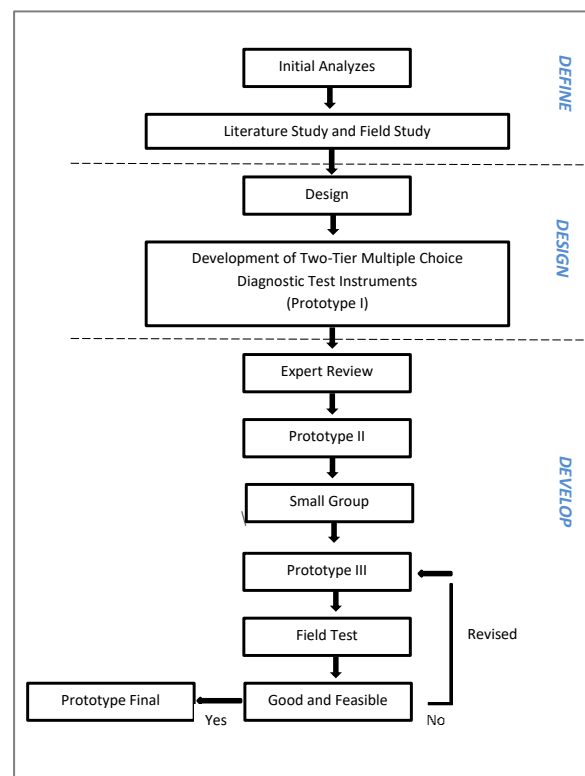 Initial Analyzes
DEFINE
Literature Study and Field Study
Design
DESIGN
Development of Two-Tier Multiple Choice
Diagnostic Test Instruments
(Prototype I)
Expert Review
Prototype II
DEVELOP
Small Group
Prototype III
Revised
Field Test
Prototype Final
Good and Feasible
Yes
No